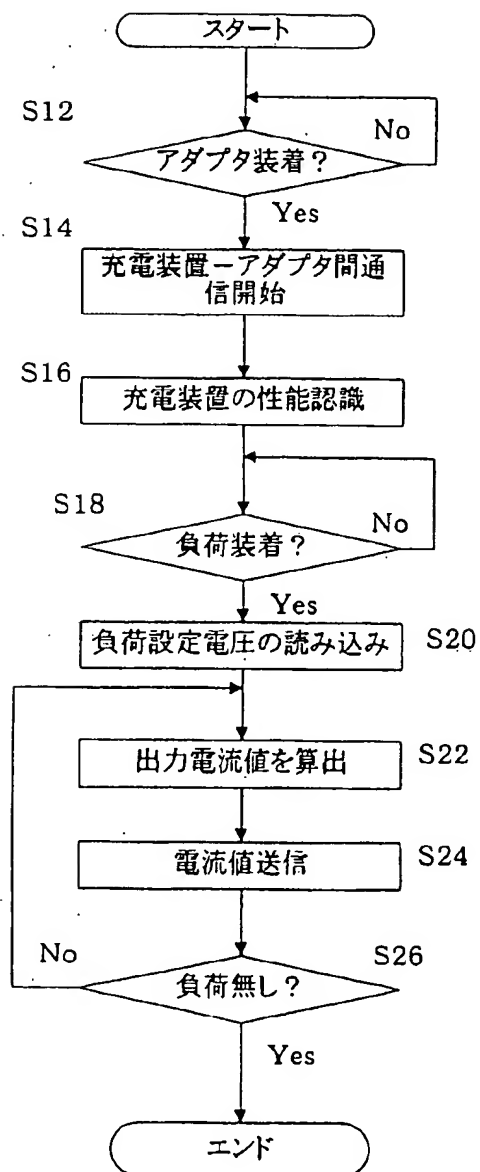 スタート
S12
No
アダプタ装着？
Yes
S14
充電装置－アダプタ間通
信開始
S16
充電装置の性能認識
S18
No
負荷装着？
Yes
負荷設定電圧の読み込み
S20
出力電流値を算出
S22
電流値送信
S24
No
S26
負荷無し？
Yes
エンド